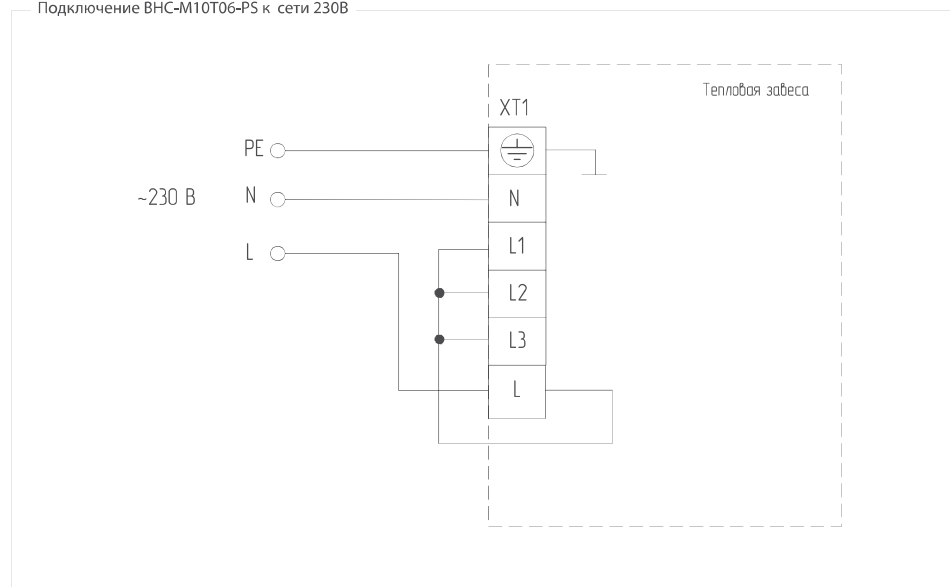 Подключение BHC-M10T06-PS к сети 230В
Тепловая завеса
XT1
PE
~230 В
N
N
L
L1
L2
L3
L